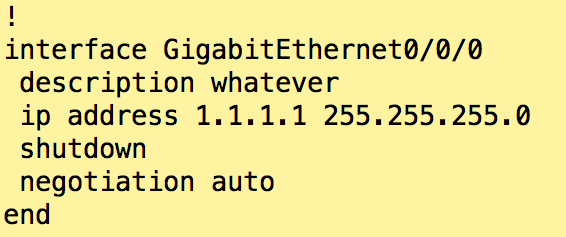 !
interface GigabitEthernet0/0/0
 description whatever
 ip address 1.1.1.1 255.255.255.0
 shutdown
 negotiation auto
end